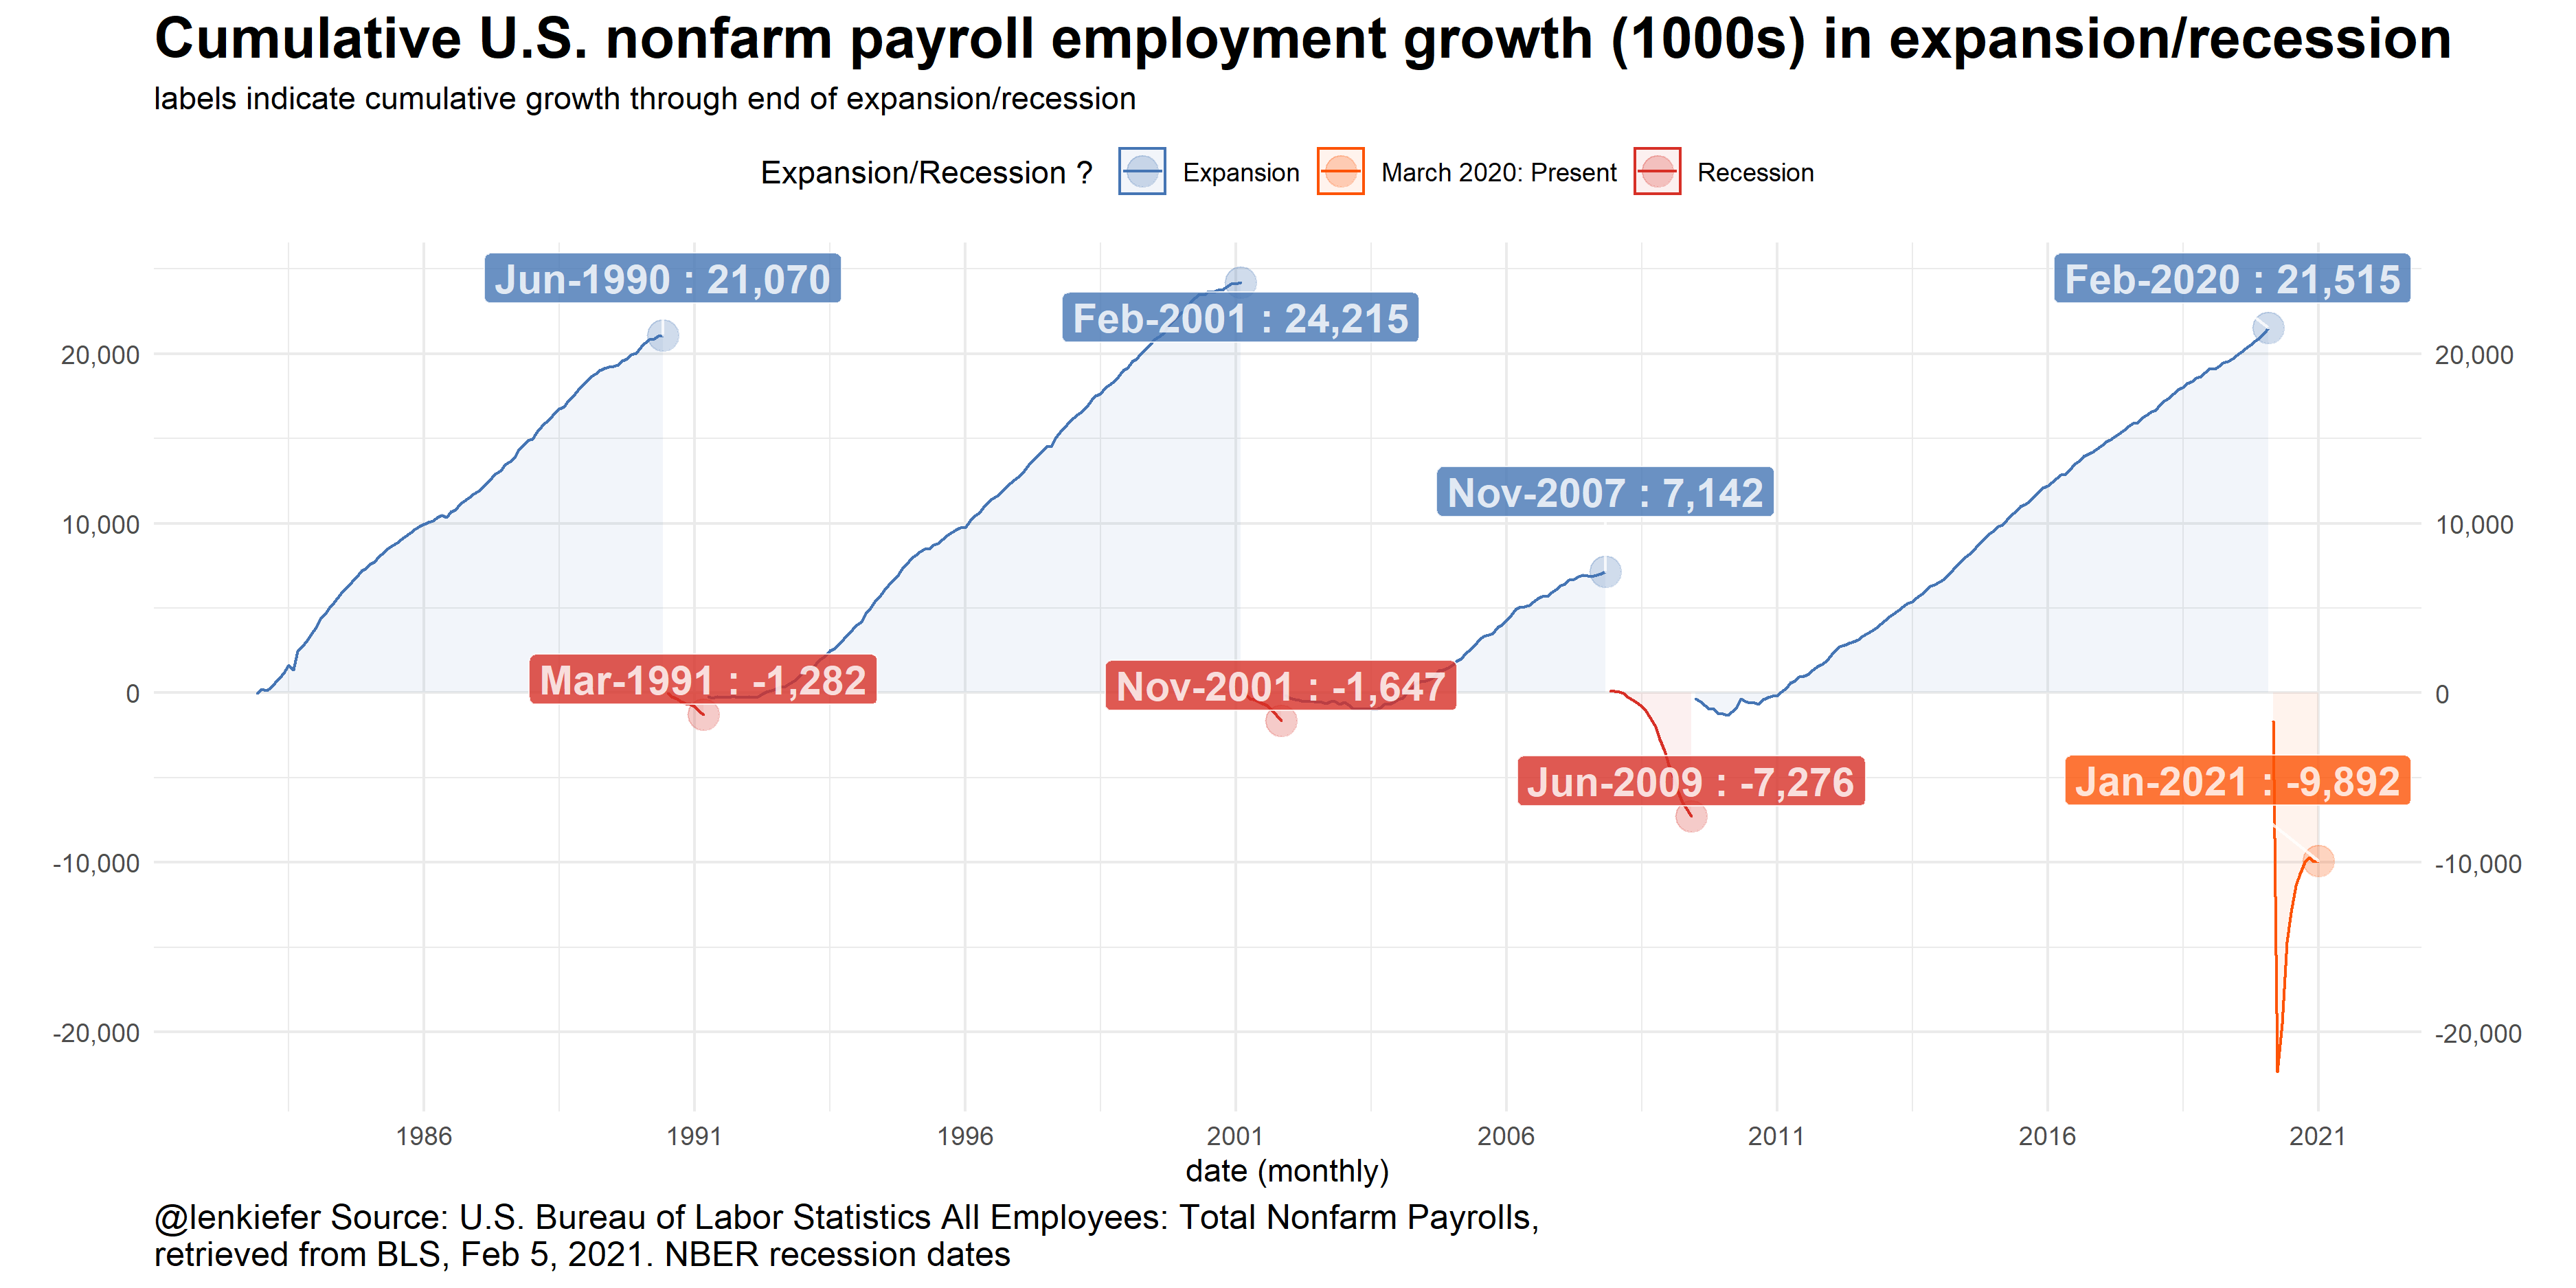 Cumulative U.S. nonfarm payroll employment growth (1000s) in expansion/recession
labels indicate cumulative growth through end of expansion/recession
Expansion/Recession ? Expansion March 2020: Present Recession
Jun-1990 : 21,070
Feb-2001 : 24,215
Feb-2020 : 21,515
Nov-2007 : 7,142
Mar-1991 : -1,282
Nov-2001 : -1,647
Jun-2009 : -7,276
Jan-2021 : -9,892
20,000
10,000
0
-10,000
-20,000
20,000
10,000
0
-10,000
-20,000
1986 1991 1996 2001 2006 2011 2016 2021
date (monthly)
@lenkiefer Source: U.S. Bureau of Labor Statistics All Employees: Total Nonfarm Payrolls,
retrieved from BLS, Feb 5, 2021. NBER recession dates